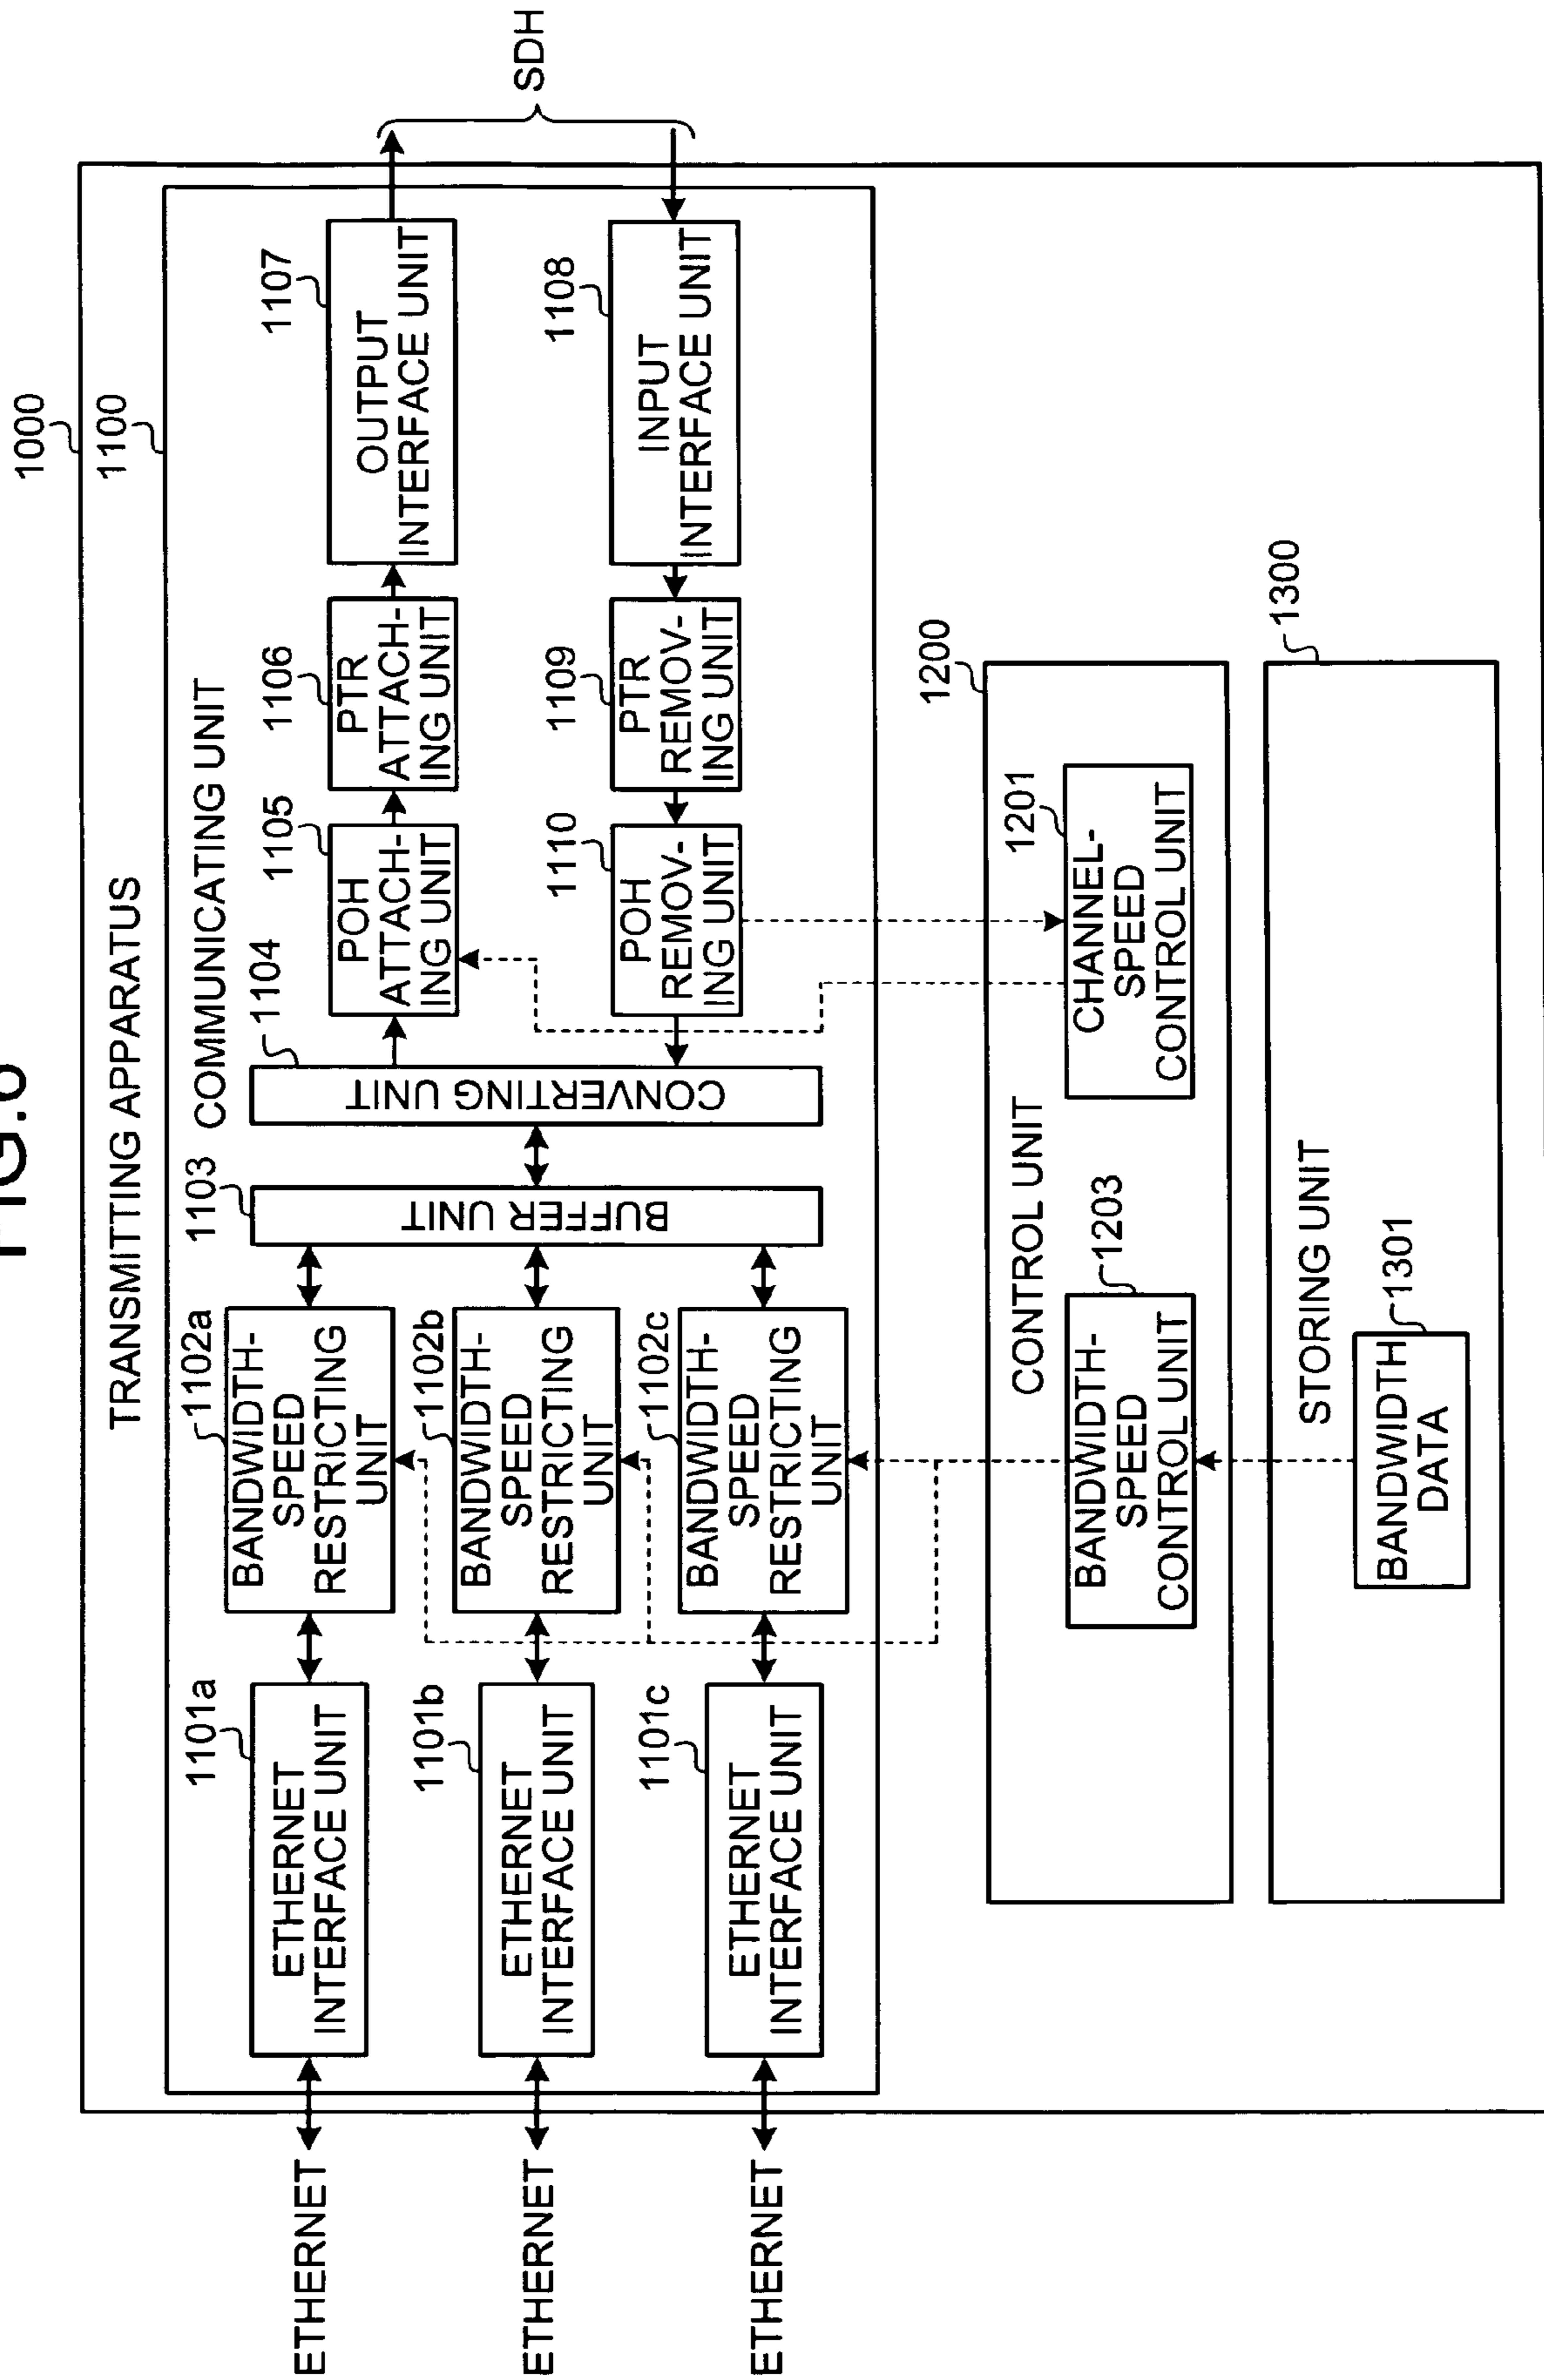 FIG.
1000
TRANSMITTING APPARATUS
1100
COMMUNICATING UNIT
ETHERNET
1101a
ETHERNET
INTERFACE UNIT
1102a
BANDWIDTH-
SPEED
RESTRICTING
UNIT
1103
BUFFER UNIT
1104
CONVERTING UNIT
1105
POH
ATTACH-
ING UNIT
1106
PTR
ATTACH-
ING UNIT
1107
OUTPUT
INTERFACE UNIT
SDH
ETHERNET
1101b
ETHERNET
INTERFACE UNIT
1102b
BANDWIDTH-
SPEED
RESTRICTING
UNIT
1110
POH
REMOV-
ING UNIT
1109
PTR
REMOV-
ING UNIT
1108
INPUT
INTERFACE UNIT
ETHERNET
1101c
ETHERNET
INTERFACE UNIT
1102c
BANDWIDTH-
SPEED
RESTRICTING
UNIT
1200
CONTROL UNIT
1203
BANDWIDTH-
SPEED
CONTROL UNIT
1201
CHANNEL-
SPEED
CONTROL UNIT
1300
STORING UNIT
1301
BANDWIDTH
DATA